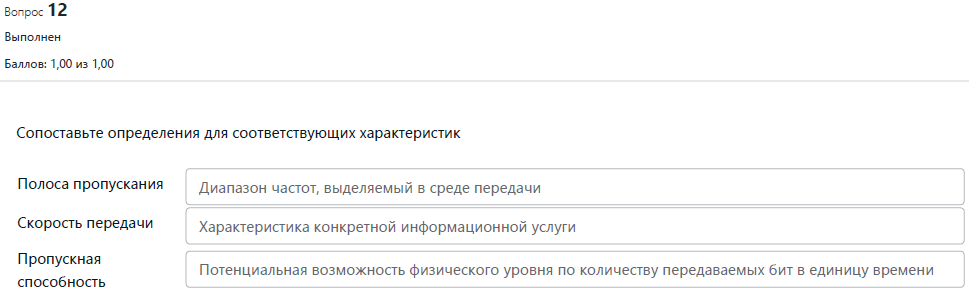 Вопрос 12
Выполнен
Баллов: 1,00 из 1,00
Сопоставьте определения для соответствующих характеристик
Полоса пропускания Диапазон частот, выделяемый в среде передачи
Скорость передачи Характеристика конкретной информационной услуги
Пропускная
способность Потенциальная возможность физического уровня по количеству передаваемых бит в единицу времени